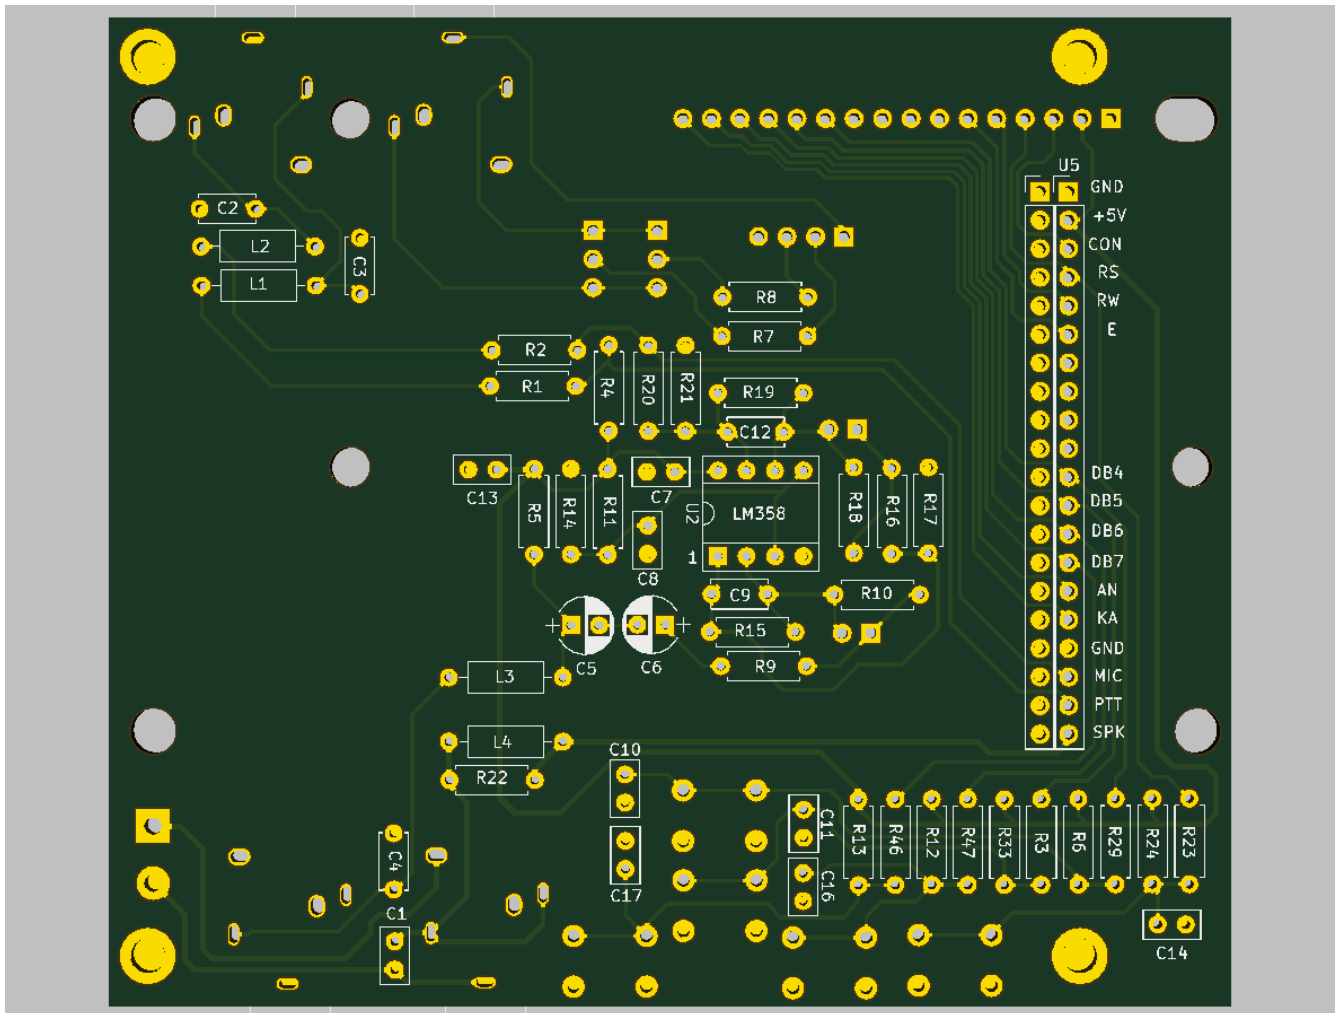 U5
GND
C2
+5V
L2
CON
C3
RS
L1
R8
RW
E
R7
R2
R4
R20
R21
R1
R19
C12
C13
C7
DB4
R5
R14
R11
U2
LM358
R18
R16
R17
DB5
DB6
1
DB7
C8
C9
R10
AN
KA
R15
GND
C5
C6
R9
L3
MIC
PTT
SPK
L4
C10
R22
C11
R13
R46
R12
R47
R33
R3
R6
R29
R24
R23
C4
C16
C17
C1
C14